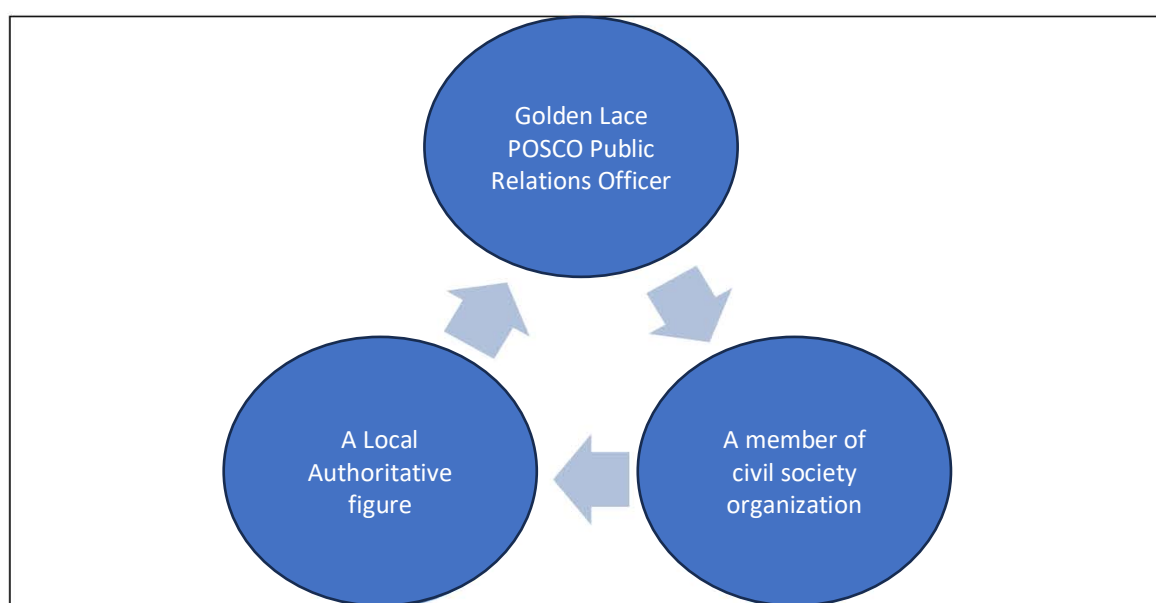 Golden Lace
POSCO Public
Relations Officer
A Local
Authoritative
figure
A member of
civil society
organization